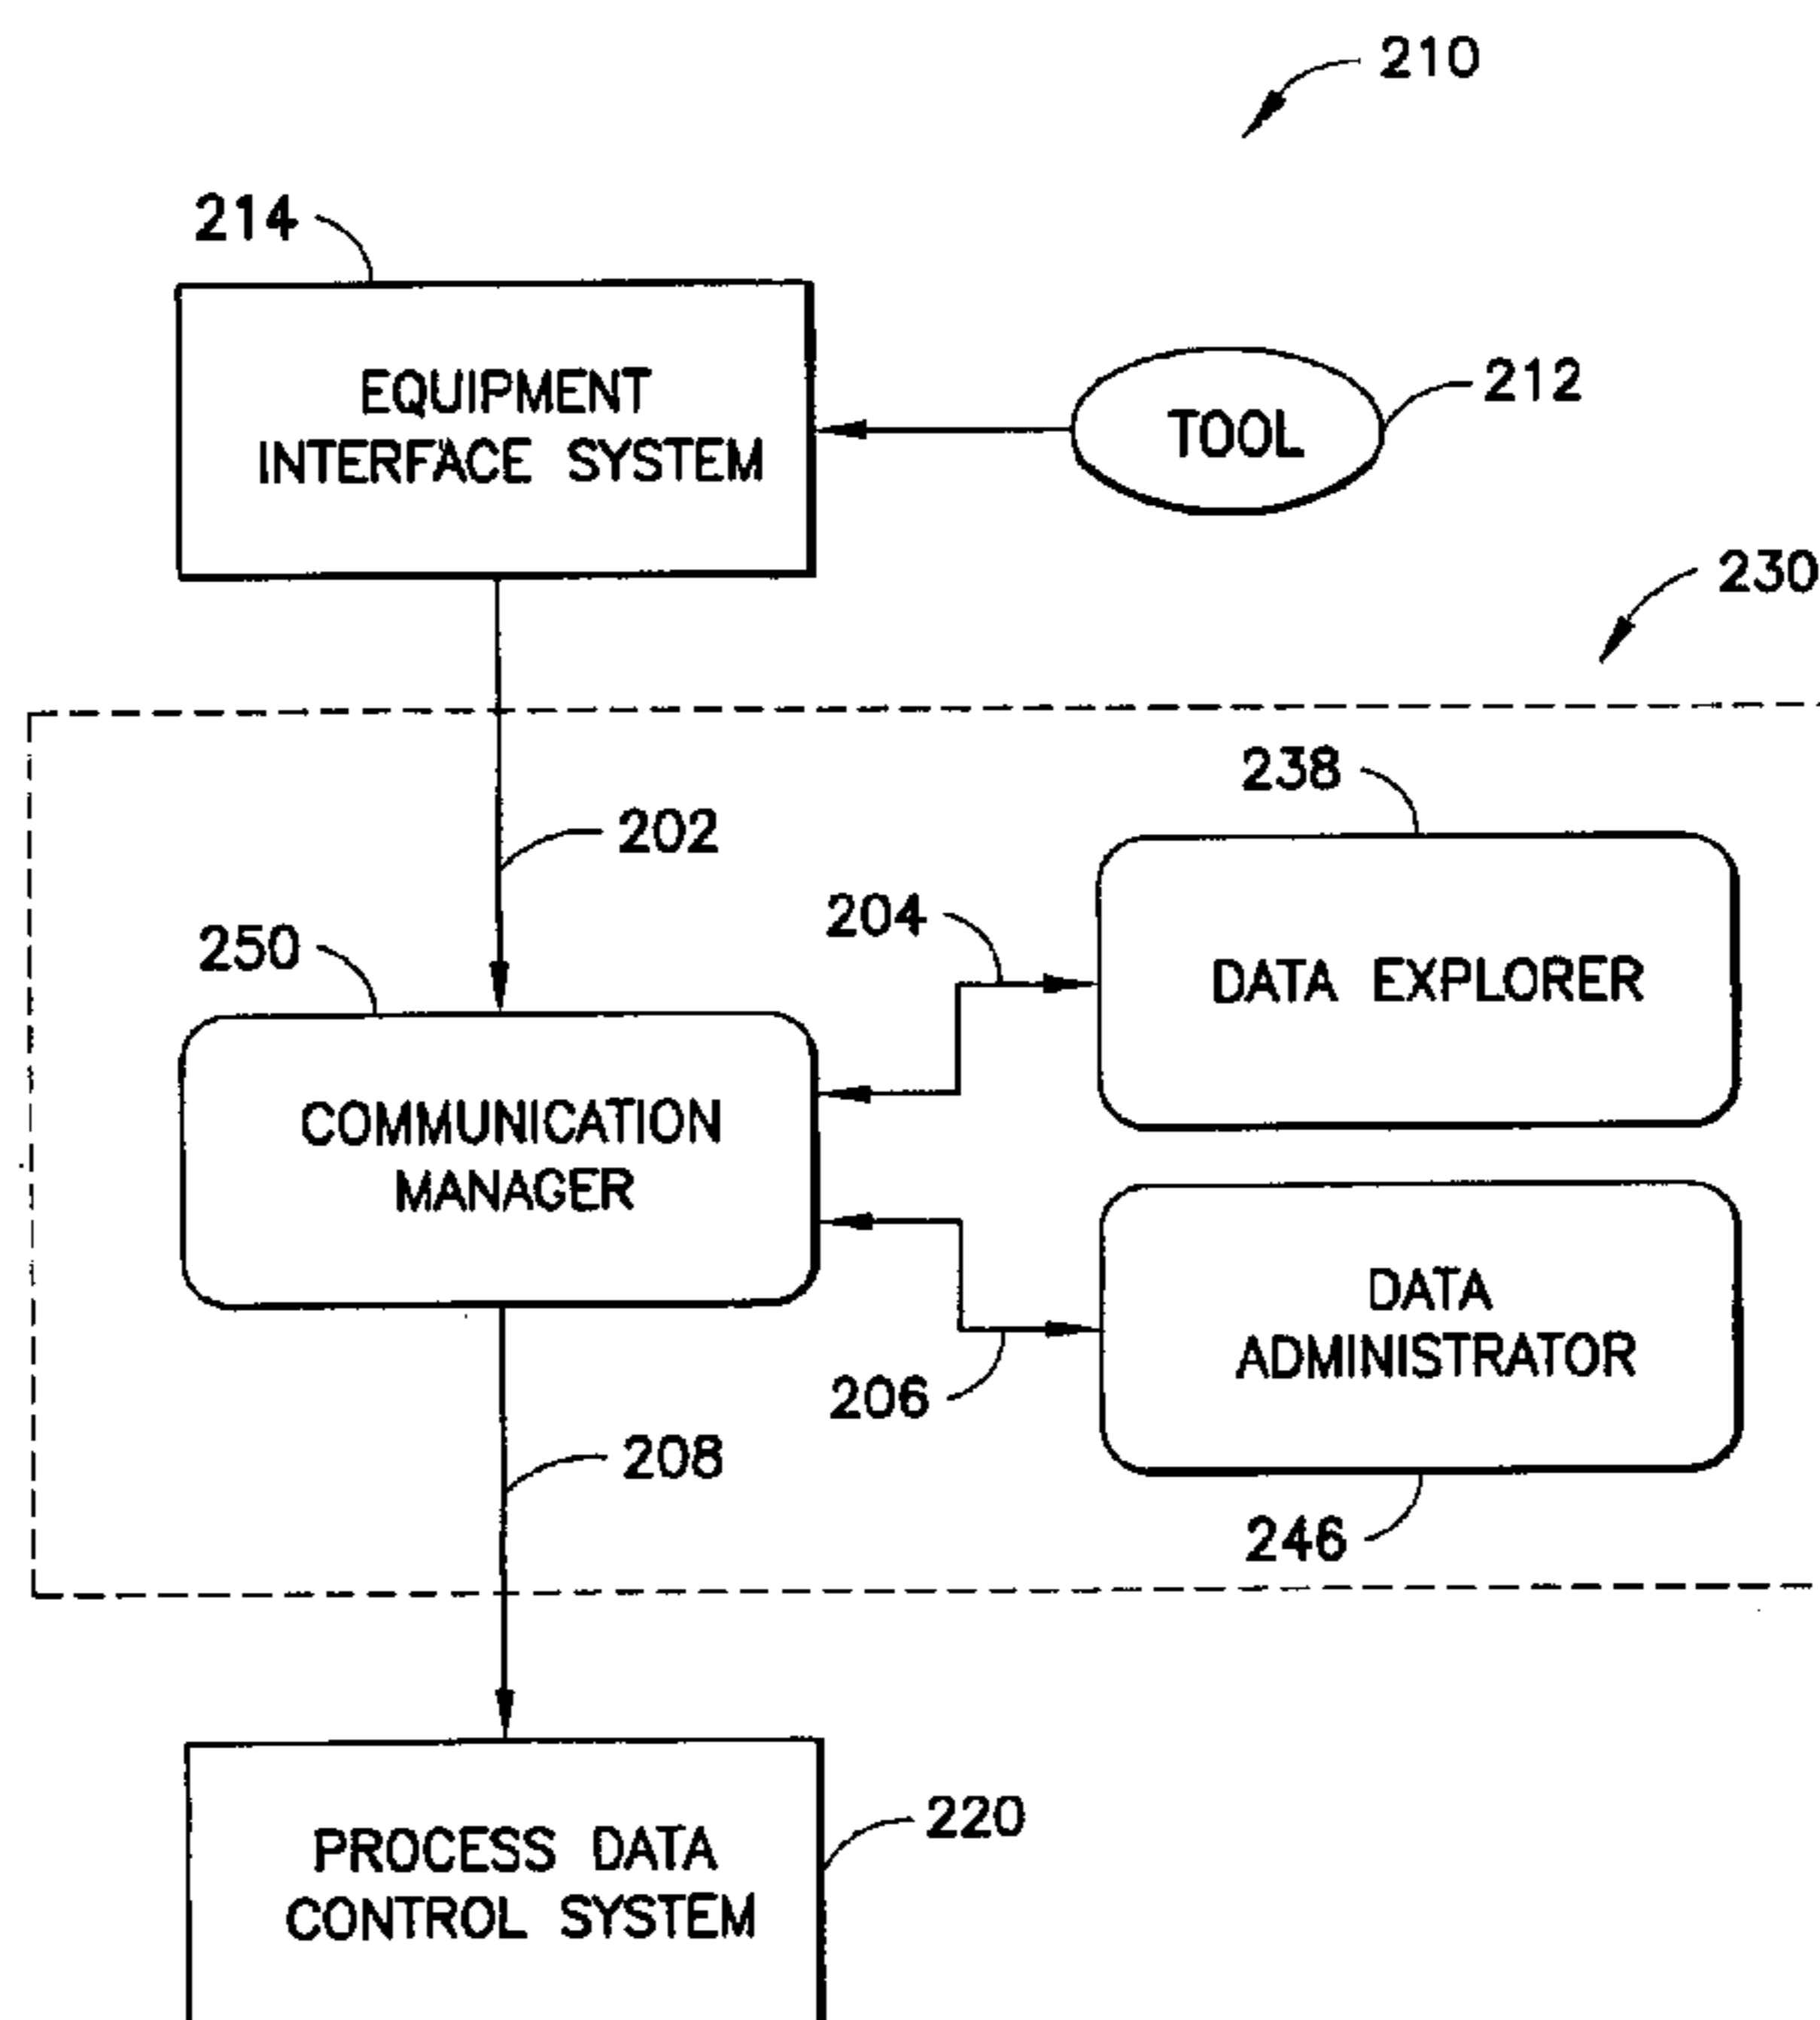 210
214
EQUIPMENT
INTERFACE SYSTEM
TOOL
212
230
238
202
204
250
DATA EXPLORER
COMMUNICATION
MANAGER
DATA
ADMINISTRATOR
206
208
246
220
PROCESS DATA
CONTROL SYSTEM